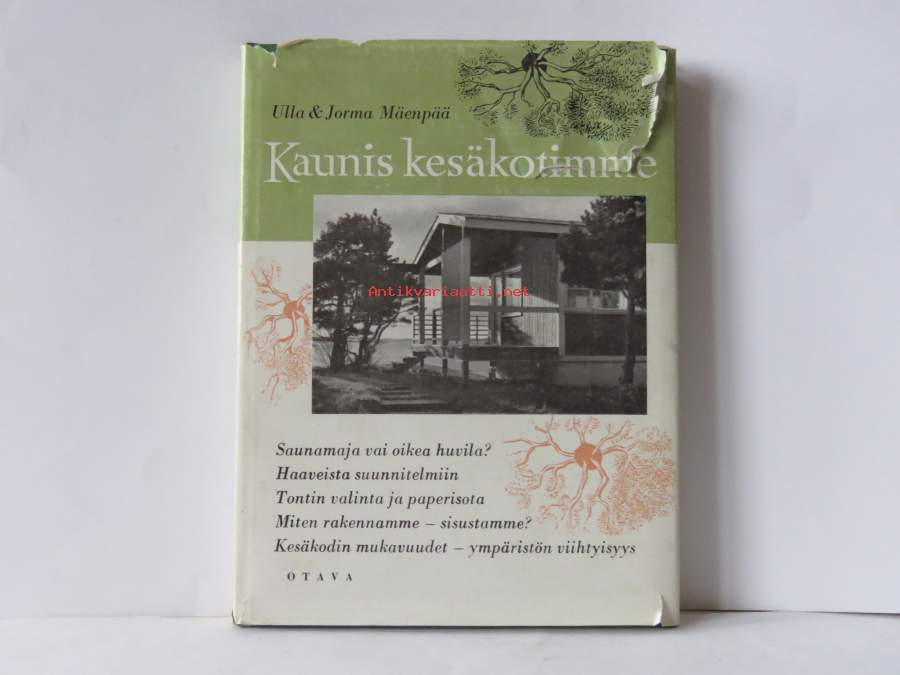 Ulla & Jorma Mäenpää
Kaunis kesäkotimme
Antikvariaatti.net
Saunamaja vai oikea huvila?
Haaveista suunnitelmiin
Tontin valinta ja paperisota
Miten rakennamme – sisustamme?
Kesäkodin mukavuudet – ympäristön viihtyisyys
OTAVA